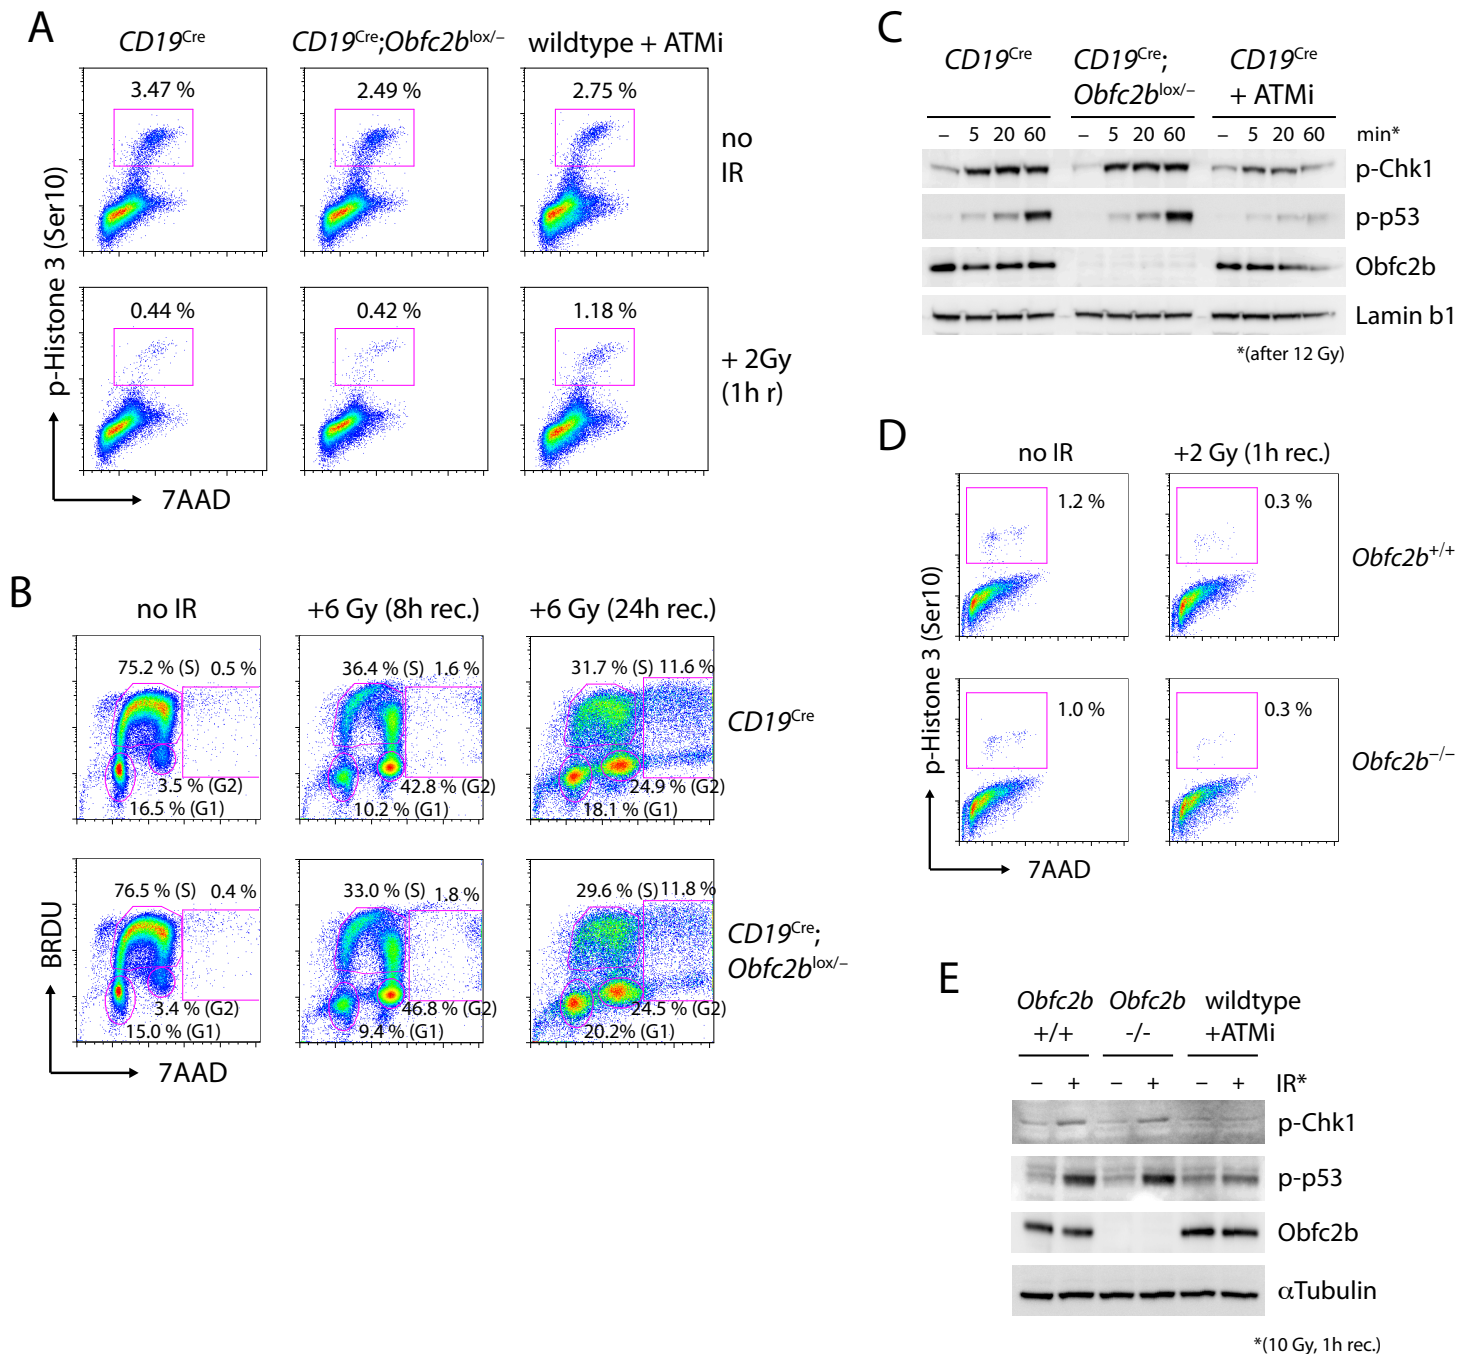 A
CD19Cre
CD19Cre;Obfc2blox/–
wildtype + ATMi
3.47 %
2.49 %
2.75 %
no
IR
0.44 %
0.42 %
1.18 %
+ 2Gy
(1h r)
p-Histone 3 (Ser10)
7AAD
B
no IR
+6 Gy (8h rec.)
+6 Gy (24h rec.)
75.2 % (S) 0.5 %
3.5 % (G2)
16.5 % (G1)
36.4 % (S) 1.6 %
42.8 % (G2)
10.2 % (G1)
31.7 % (S) 11.6 %
24.9 % (G2)
18.1 % (G1)
CD19Cre
76.5 % (S) 0.4 %
3.4 % (G2)
15.0 % (G1)
33.0 % (S) 1.8 %
46.8 % (G2)
9.4 % (G1)
29.6 % (S) 11.8 %
24.5 % (G2)
20.2% (G1)
CD19Cre;
Obfc2blox/–
BRDU
7AAD
C
CD19Cre
CD19Cre;
Obfc2blox/–
CD19Cre
+ ATMi
– 5 20 60 – 5 20 60 – 5 20 60 min*
p-Chk1
p-p53
Obfc2b
Lamin b1
*(after 12 Gy)
D
no IR
+2 Gy (1h rec.)
1.2 %
0.3 %
Obfc2b+/+
1.0 %
0.3 %
Obfc2b–/–
p-Histone 3 (Ser10)
7AAD
E
Obfc2b
+/+
Obfc2b
-/-
wildtype
+ATMi
– + – + – + IR*
p-Chk1
p-p53
Obfc2b
αTubulin
*(10 Gy, 1h rec.)